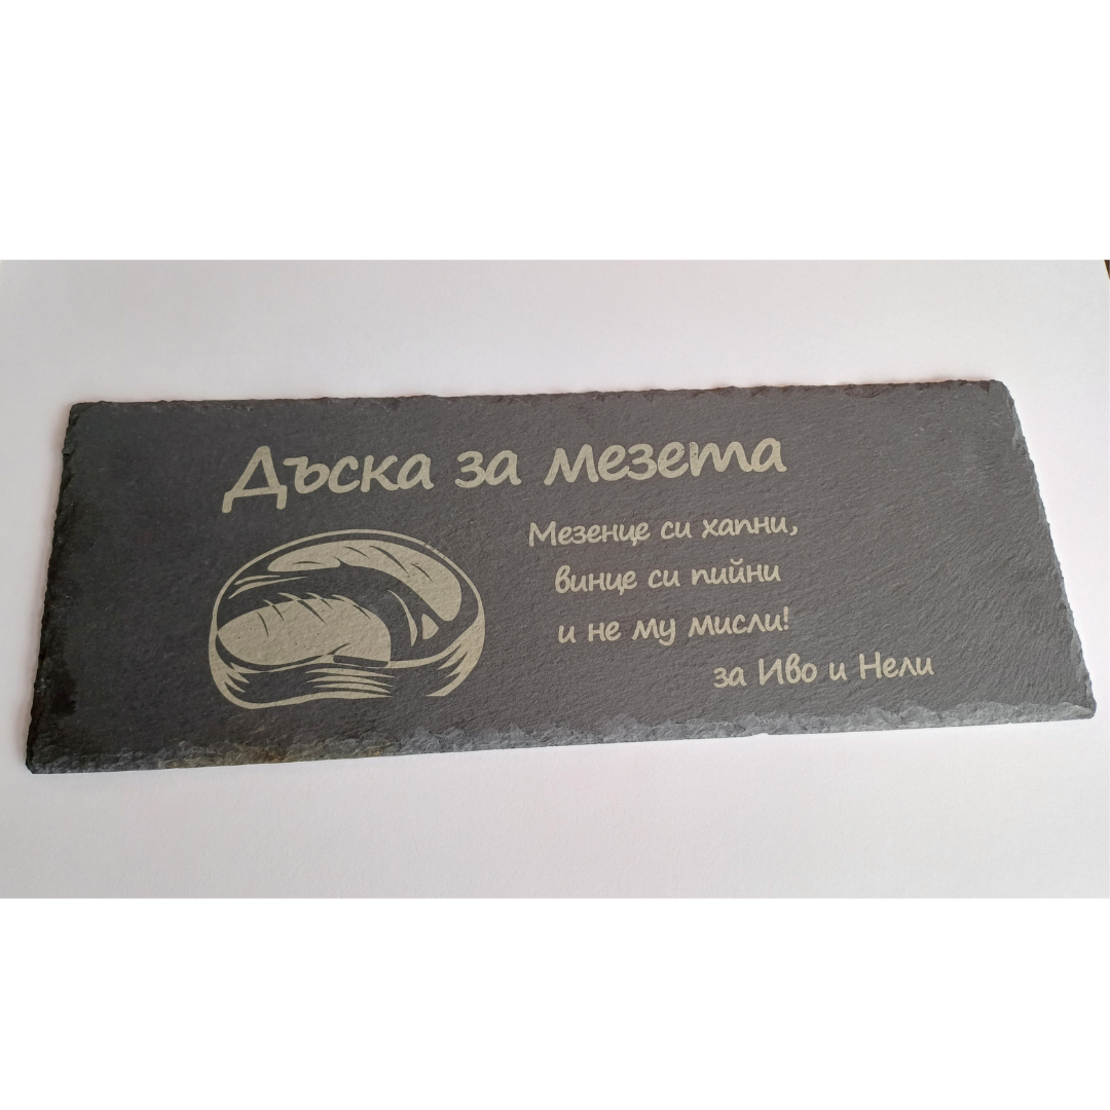 Дъска за мезета
Мезенце си хапни,
винце си пийни
и не му мисли!
за Иво и Нели